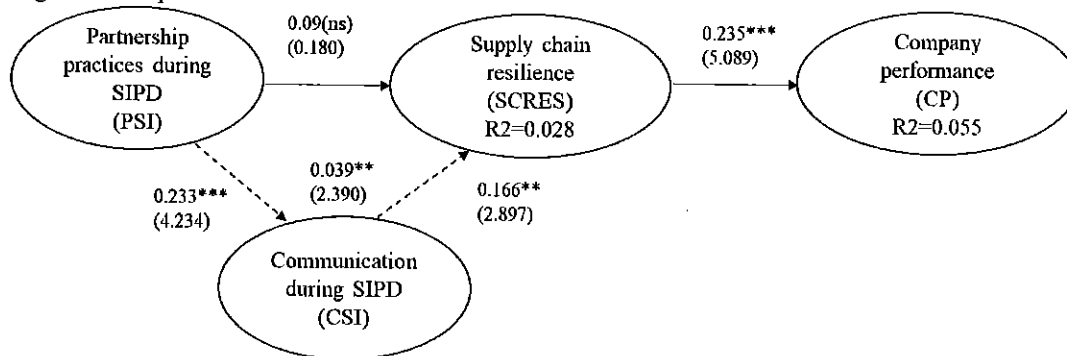 Partnership
practices during
SIPD
(PSI)
0.09(ns)
(0.180)
Supply chain
resilience
(SCRES)
R2=0.028
0.235***
(5.089)
Company
performance
(CP)
R2=0.055
0.233***
(4.234)
0.039**
(2.390)
0.166**
(2.897)
Communication
during SIPD
(CSI)